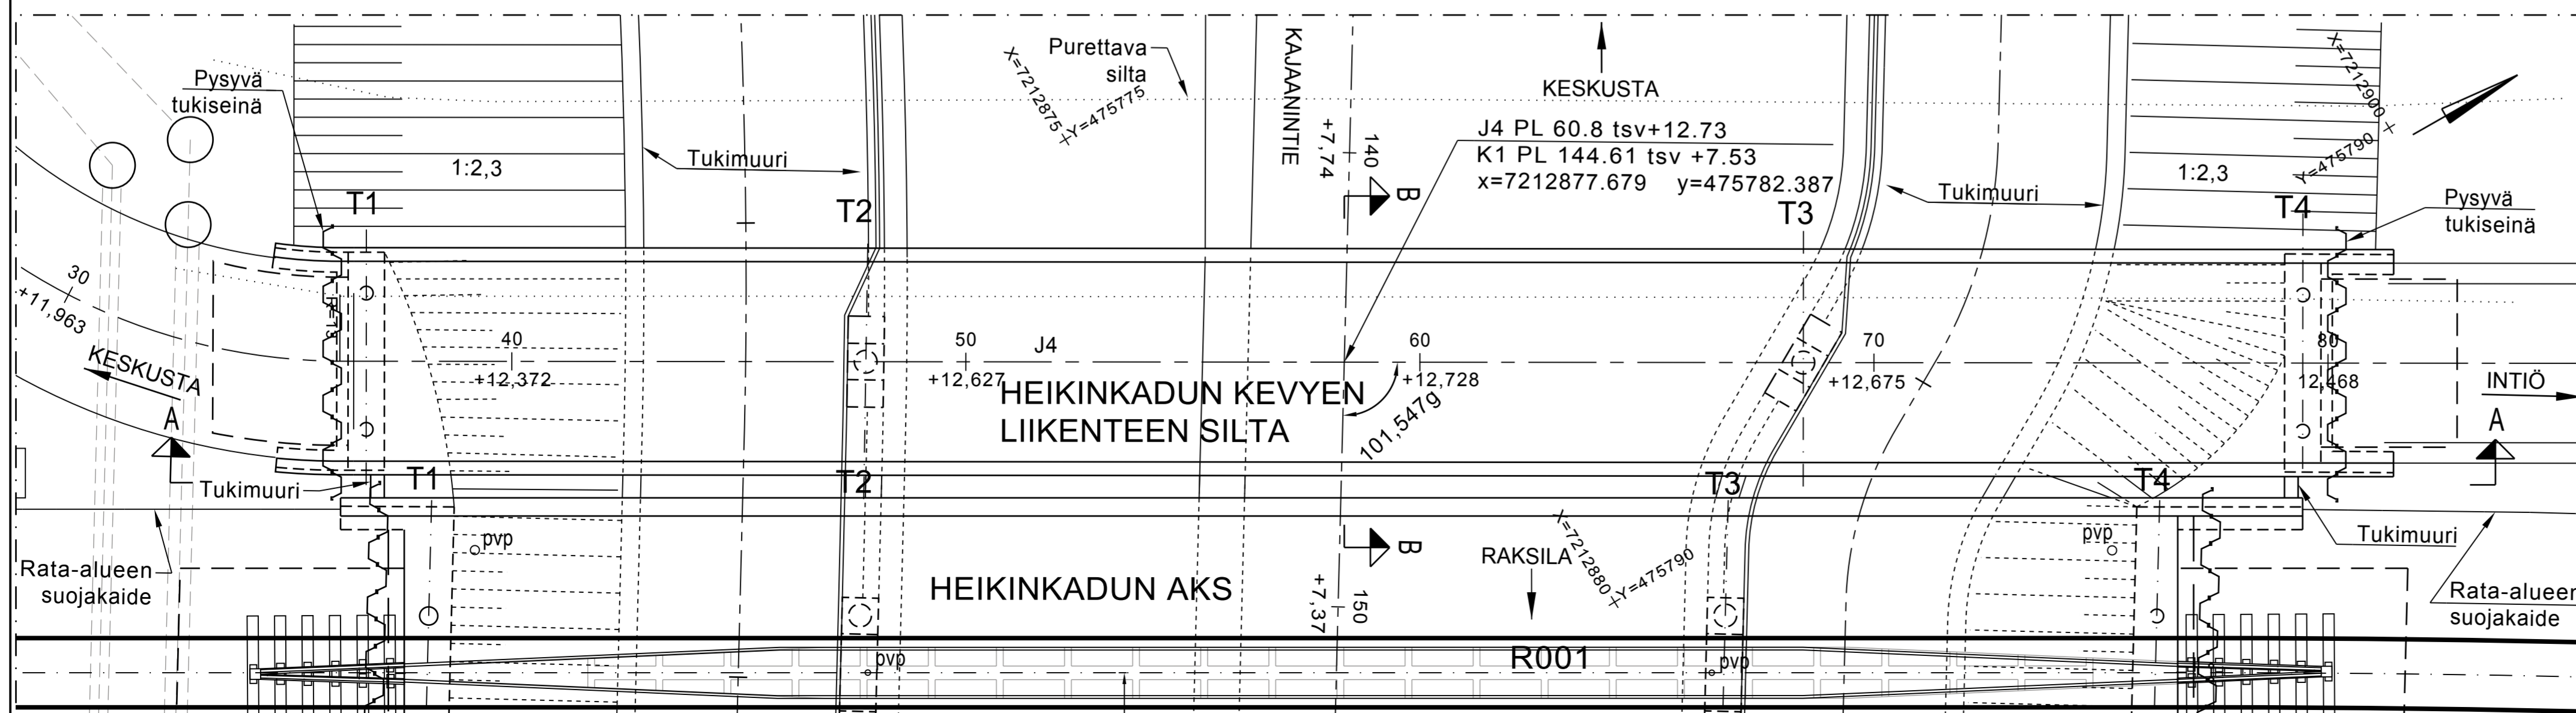 Pysyvä
tukiseinä
1:2,3
Tukimuuri
X=7212875
Y=475775
Purettava
silta
KAJAANINTIE
+7,74
140
KESKUSTA
J4 PL 60.8 tsv+12.73
K1 PL 144.61 tsv +7.53
x=7212877.679 y=475782.387
B
Tukimuuri
1:2,3
X=7212900
Y=475790
Pysyvä
tukiseinä
T1
T2
T3
T4
30
+11,963
KESKUSTA
A
40
+12,372
50
+12,627
J4
60
+12,728
70
+12,675
80
12,468
INTIÖ
A
HEIKINKADUN KEVYEN
LIIKENTEEN SILTA
101,547g
Tukimuuri
T1
T2
T3
T4
pvp
B
RAKSILA
X=7212880
Y=475790
pvp
Tukimuuri
Rata-alueen
suojakaide
HEIKINKADUN AKS
+7,37
150
Rata-alueen
suojakaide
pvp
R001
pvp